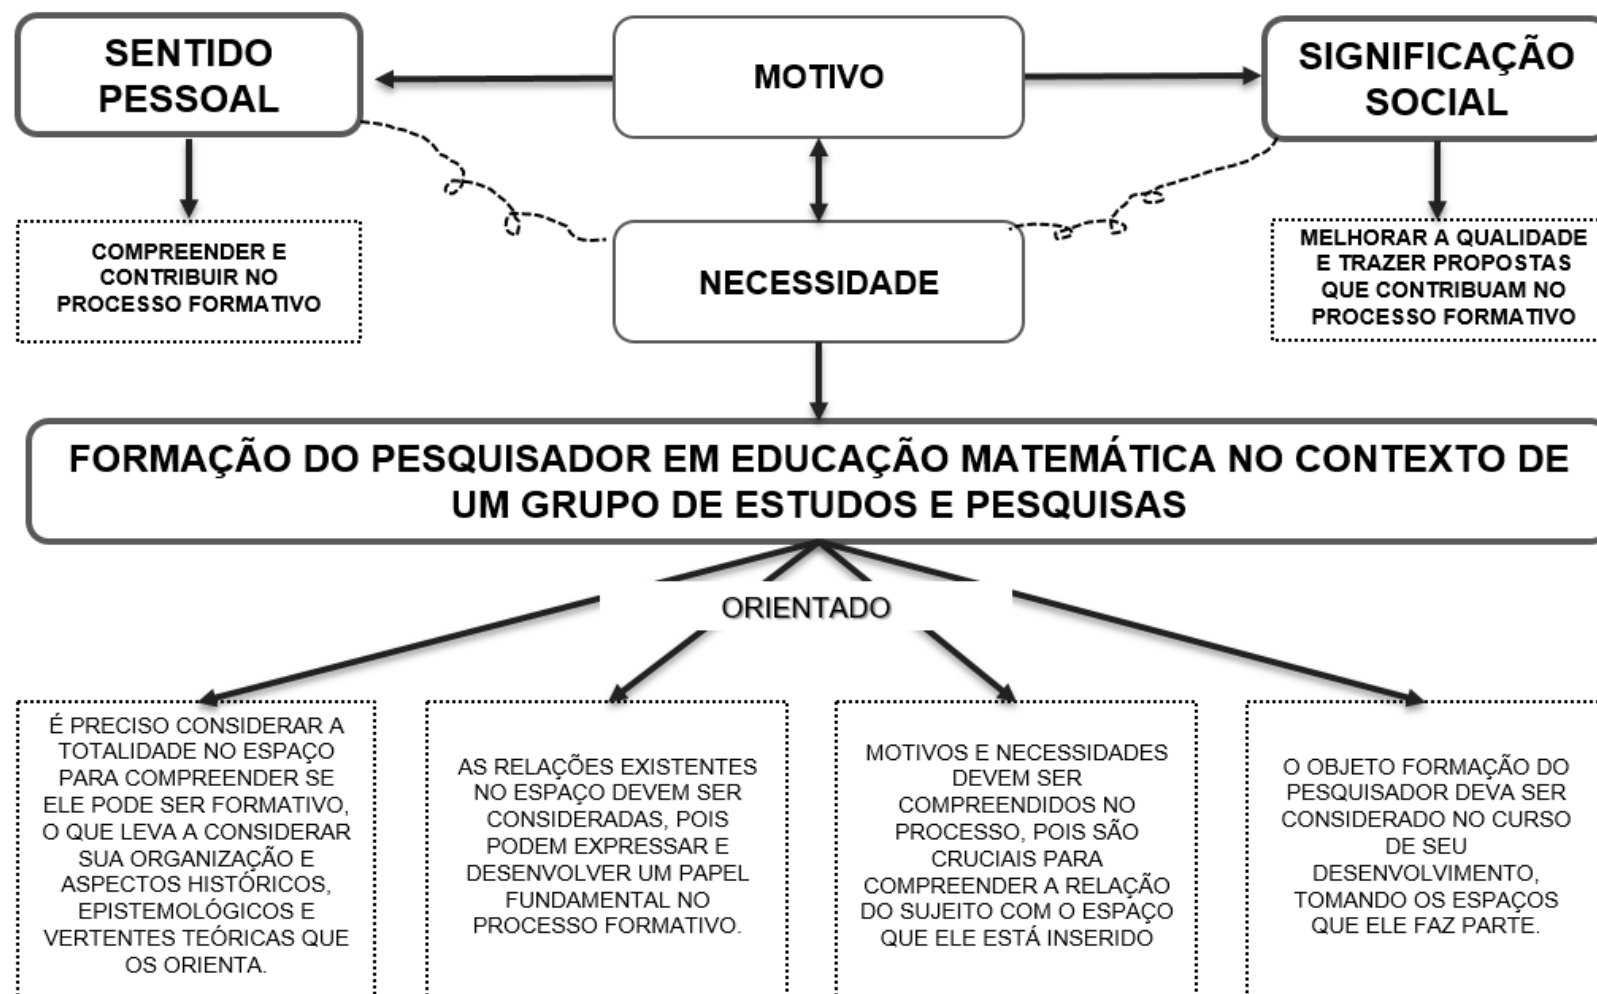 SENTIDO
PESSOAL
MOTIVO
SIGNIFICAÇÃO
SOCIAL
COMPREENDER E
CONTRIBUIR NO
PROCESSO FORMATIVO
NECESSIDADE
MELHORAR A QUALIDADE
E TRAZER PROPOSTAS
QUE CONTRIBUAM NO
PROCESSO FORMATIVO
FORMAÇÃO DO PESQUISADOR EM EDUCAÇÃO MATEMÁTICA NO CONTEXTO DE
UM GRUPO DE ESTUDOS E PESQUISAS
ORIENTADO
É PRECISO CONSIDERAR A
TOTALIDADE NO ESPAÇO
PARA COMPREENDER SE
ELE PODE SER FORMATIVO,
O QUE LEVA A CONSIDERAR
SUA ORGANIZAÇÃO E
ASPECTOS HISTÓRICOS,
EPISTEMOLÓGICOS E
VERTENTES TEÓRICAS QUE
OS ORIENTA.
AS RELAÇÕES EXISTENTES
NO ESPAÇO DEVEM SER
CONSIDERADAS, POIS
PODEM EXPRESSAR E
DESENVOLVER UM PAPEL
FUNDAMENTAL NO
PROCESSO FORMATIVO.
MOTIVOS E NECESSIDADES
DEVEM SER
COMPREENDIDOS NO
PROCESSO, POIS SÃO
CRUCIAIS PARA
COMPREENDER A RELAÇÃO
DO SUJEITO COM O ESPAÇO
QUE ELE ESTÁ INSERIDO
O OBJETO FORMAÇÃO DO
PESQUISADOR DEVA SER
CONSIDERADO NO CURSO
DE SEU
DESENVOLVIMENTO,
TOMANDO OS ESPAÇOS
QUE ELE FAZ PARTE.